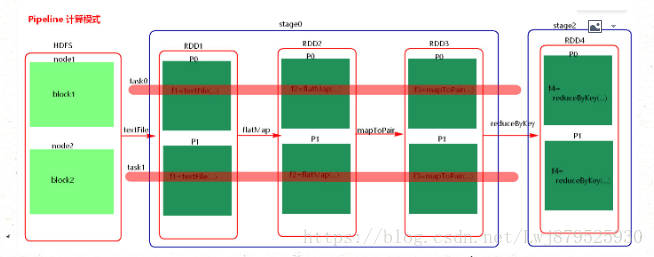 Pipeline 计算模式
stage0
stage2
HDFS
RDD1
RDD2
RDD3
RDD4
node1
P0
P0
P0
P0
task0
block1
f1=textFile(...)
f2=flatMap(...)
f3=mapToPair(...)
f4=
reduceByKey(...)
textFile
flatMap
mapToPair
reduceByKey
node2
P1
P1
P1
P1
task1
block2
f1=textFile(...)
f2=flatMap(...)
f3=mapToPair(...)
f4=
reduceByKey(...)
https://blog.csdn.net/Lwj879525930